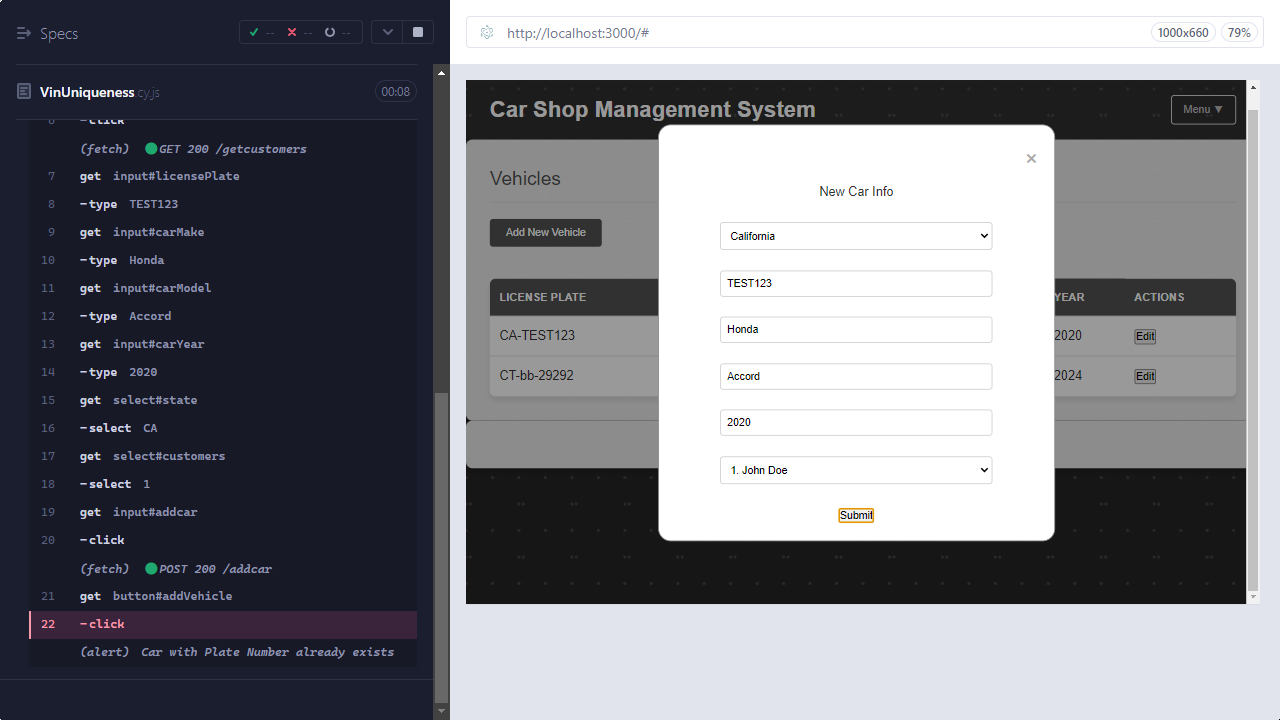 Specs
-- -- --
VinUniqueness.cy.js
00:08
6 -click
(fetch) GET 200 /getcustomers
7 get input#licensePlate
8 -type TEST123
9 get input#carMake
10 -type Honda
11 get input#carModel
12 -type Accord
13 get input#carYear
14 -type 2020
15 get select#state
16 -select CA
17 get select#customers
18 -select 1
19 get input#addcar
20 -click
(fetch) POST 200 /addcar
21 get button#addVehicle
22 -click
(alert) Car with Plate Number already exists
http://localhost:3000/#
1000x660
79%
Car Shop Management System
Menu ▼
Vehicles
Add New Vehicle
LICENSE PLATE YEAR ACTIONS
CA-TEST123 2020 Edit
CT-bb-29292 2024 Edit
×
New Car Info
California
TEST123
Honda
Accord
2020
1. John Doe
Submit